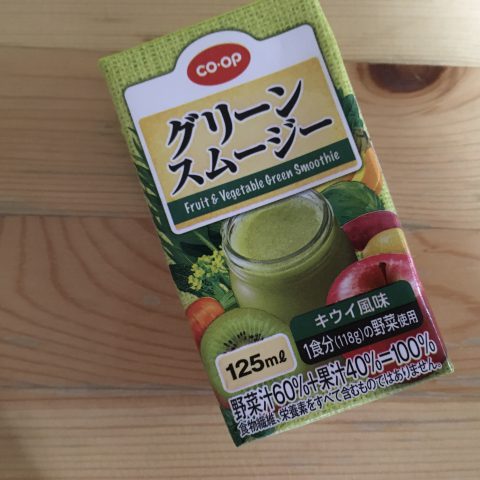 CO·OP
グリーン
スムージー
Fruit & Vegetable Green Smoothie
キウイ風味
1食分(118g)の野菜使用
125ml
野菜汁60%+果汁40%=100%
食物繊維、栄養素をすべて含むものではありません。